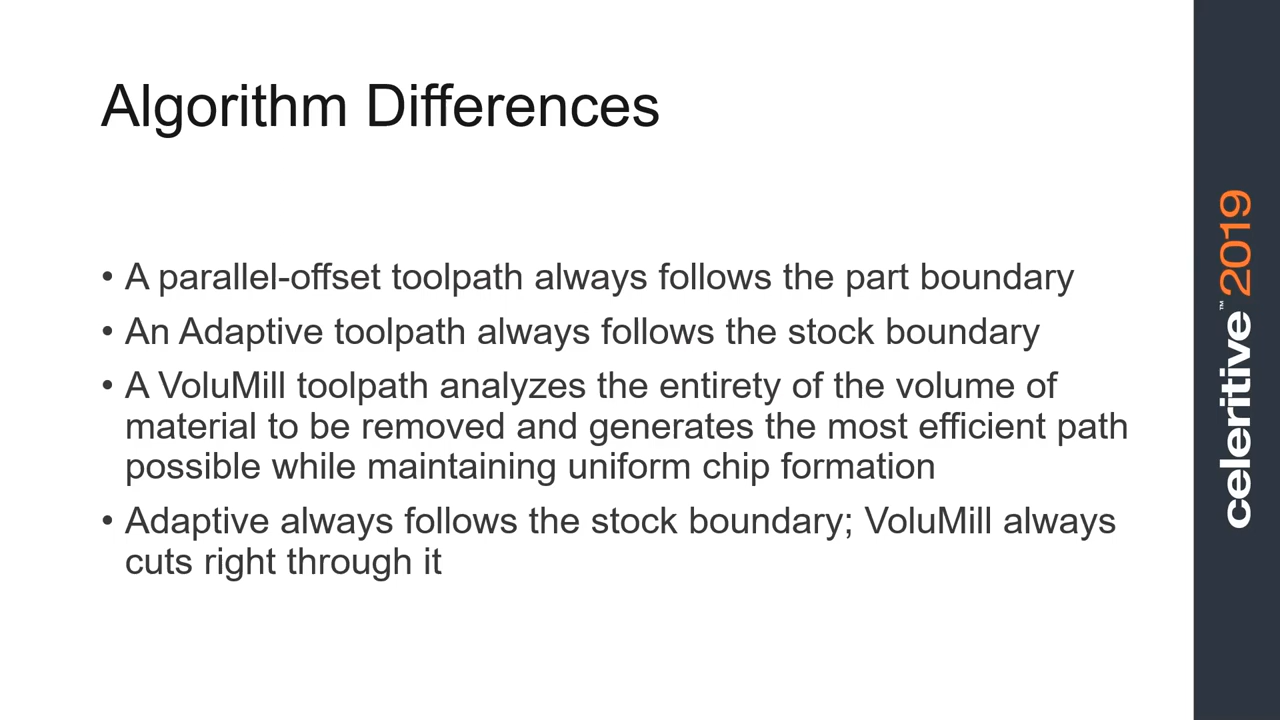 Algorithm Differences
• A parallel-offset toolpath always follows the part boundary
• An Adaptive toolpath always follows the stock boundary
• A VoluMill toolpath analyzes the entirety of the volume of
material to be removed and generates the most efficient path
possible while maintaining uniform chip formation
• Adaptive always follows the stock boundary; VoluMill always
cuts right through it
celeritive™ 2019